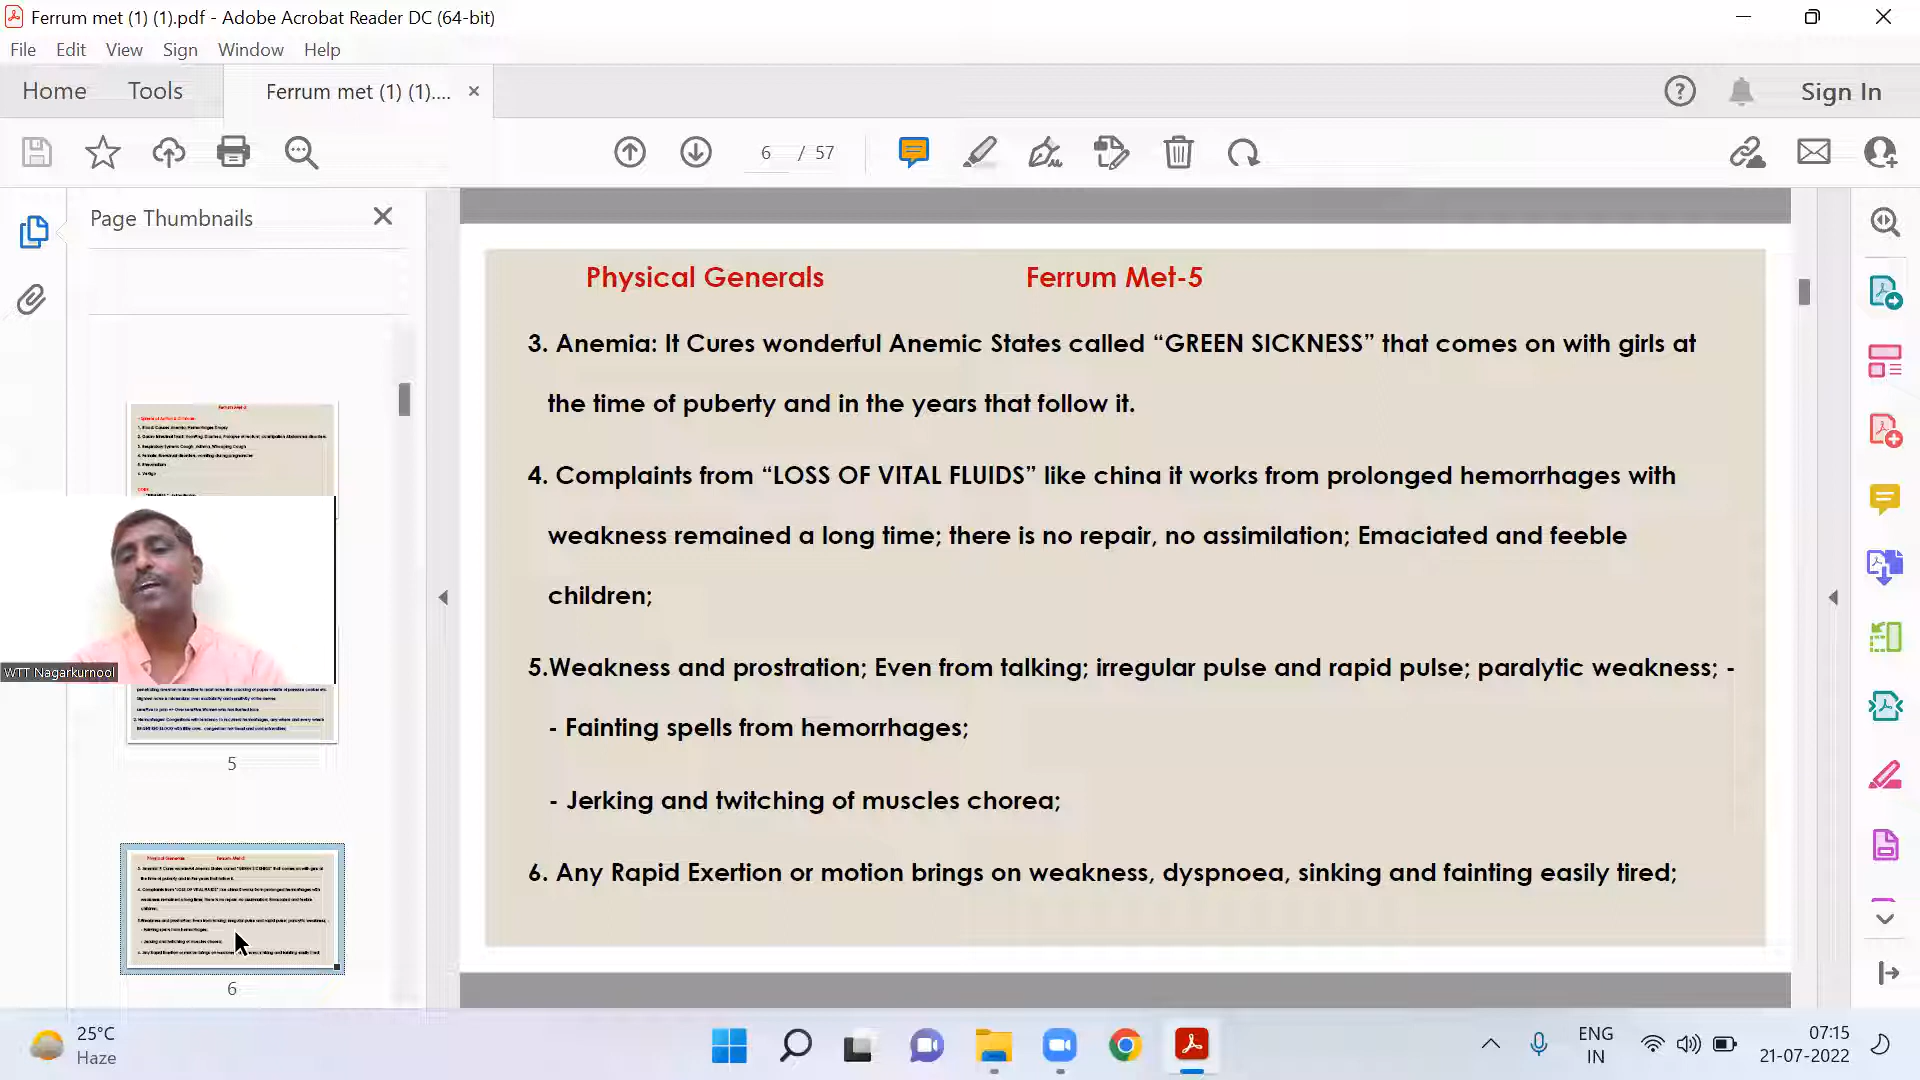 Ferrum met (1) (1).pdf - Adobe Acrobat Reader DC (64-bit)
File Edit View Sign Window Help
Home Tools Ferrum met (1) (1).... × Sign In
6 / 57
Page Thumbnails
Physical Generals Ferrum Met-5
3. Anemia: It Cures wonderful Anemic States called “GREEN SICKNESS” that comes on with girls at
the time of puberty and in the years that follow it.
4. Complaints from “LOSS OF VITAL FLUIDS” like china it works from prolonged hemorrhages with
weakness remained a long time; there is no repair, no assimilation; Emaciated and feeble
children;
5.Weakness and prostration; Even from talking; irregular pulse and rapid pulse; paralytic weakness; -
- Fainting spells from hemorrhages;
- Jerking and twitching of muscles chorea;
6. Any Rapid Exertion or motion brings on weakness, dyspnoea, sinking and fainting easily tired;
WTT Nagarkurnool
5
6
25°C
Haze
ENG
IN
07:15
21-07-2022